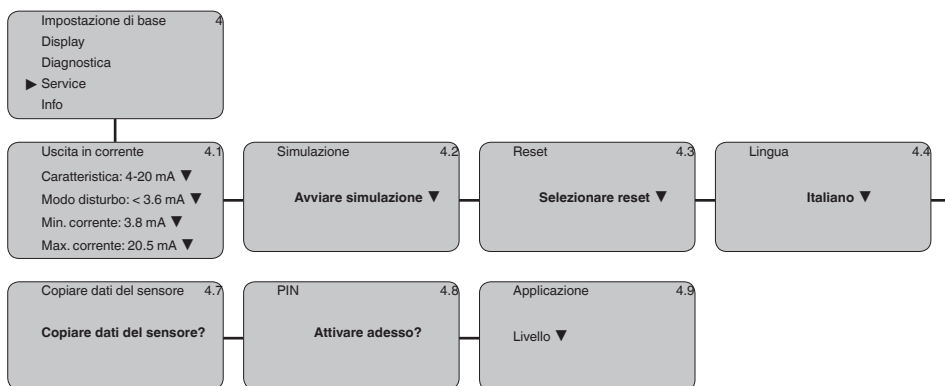 Impostazione di base 4
Display
Diagnostica
▶ Service
Info
Uscita in corrente 4.1
Caratteristica: 4-20 mA ▼
Modo disturbo: < 3.6 mA ▼
Min. corrente: 3.8 mA ▼
Max. corrente: 20.5 mA ▼
Simulazione 4.2
Avviare simulazione ▼
Reset 4.3
Selezionare reset ▼
Lingua 4.4
Italiano ▼
Copiare dati del sensore 4.7
Copiare dati del sensore?
PIN 4.8
Attivare adesso?
Applicazione 4.9
Livello ▼